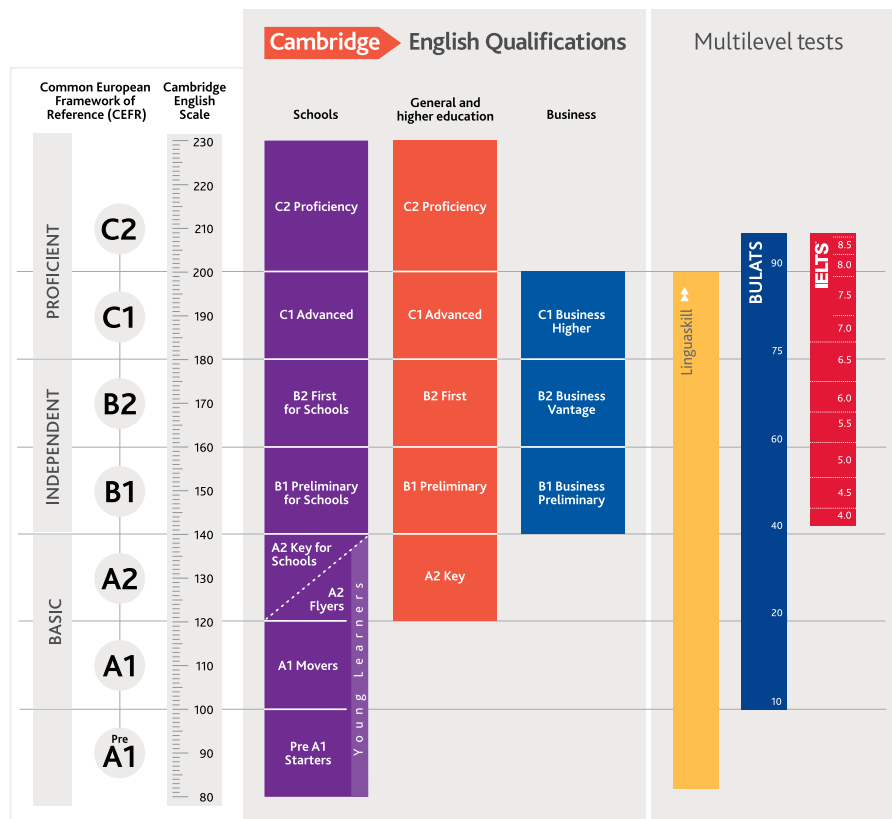 Cambridge English Qualifications
Multilevel tests
Common European
Framework of
Reference (CEFR)
Cambridge
English
Scale
Schools
General and
higher education
Business
PROFICIENT
INDEPENDENT
BASIC
C2
C1
B2
B1
A2
A1
Pre
A1
230
220
210
200
190
180
170
160
150
140
130
120
110
100
90
80
C2 Proficiency
C1 Advanced
B2 First
for Schools
B1 Preliminary
for Schools
A2 Key for
Schools
A2
Flyers
A1 Movers
Pre A1
Starters
Young Learners
C2 Proficiency
C1 Advanced
B2 First
B1 Preliminary
A2 Key
C1 Business
Higher
B2 Business
Vantage
B1 Business
Preliminary
Linguaskill
BULATS
90
75
60
40
20
10
IELTS
8.5
8.0
7.5
7.0
6.5
6.0
5.5
5.0
4.5
4.0